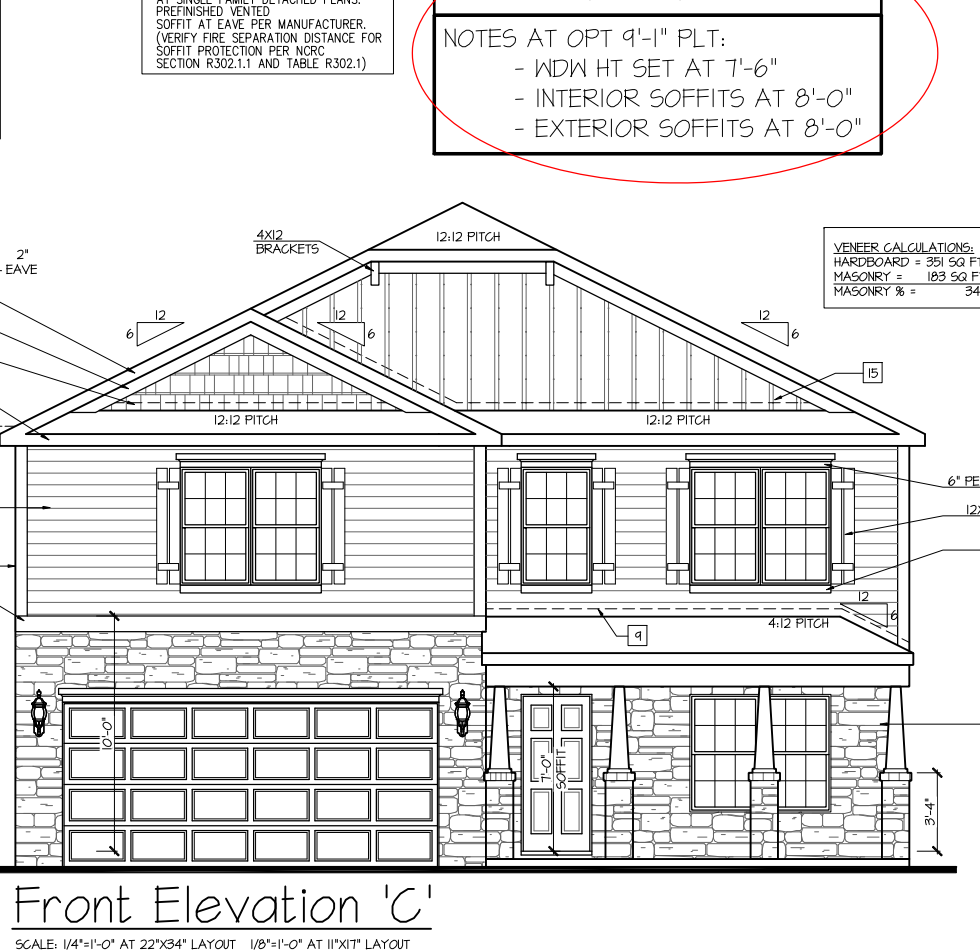 AT SINGLE FAMILY DETACHED PLANS.
PREFINISHED VENTED
SOFFIT AT EAVE PER MANUFACTURER.
(VERIFY FIRE SEPARATION DISTANCE FOR
SOFFIT PROTECTION PER NCRC
SECTION R302.1.1 AND TABLE R302.1)
NOTES AT OPT 9'-1" PLT:
- WDW HT SET AT 7'-6"
- INTERIOR SOFFITS AT 8'-0"
- EXTERIOR SOFFITS AT 8'-0"
2"
- EAVE
4X12
BRACKETS
12:12 PITCH
VENEER CALCULATIONS:
HARDBOARD = 351 SQ FT
MASONRY = 183 SQ FT
MASONRY % = 34
12
6
12
6
12
6
15
12:12 PITCH
12:12 PITCH
6" PE
12X
12
6
4:12 PITCH
9
10'-0"
7'-0"
SOFFIT
3'-4"
Front Elevation 'C'
SCALE: 1/4"=1'-0" AT 22"X34" LAYOUT 1/8"=1'-0" AT 11"X17" LAYOUT